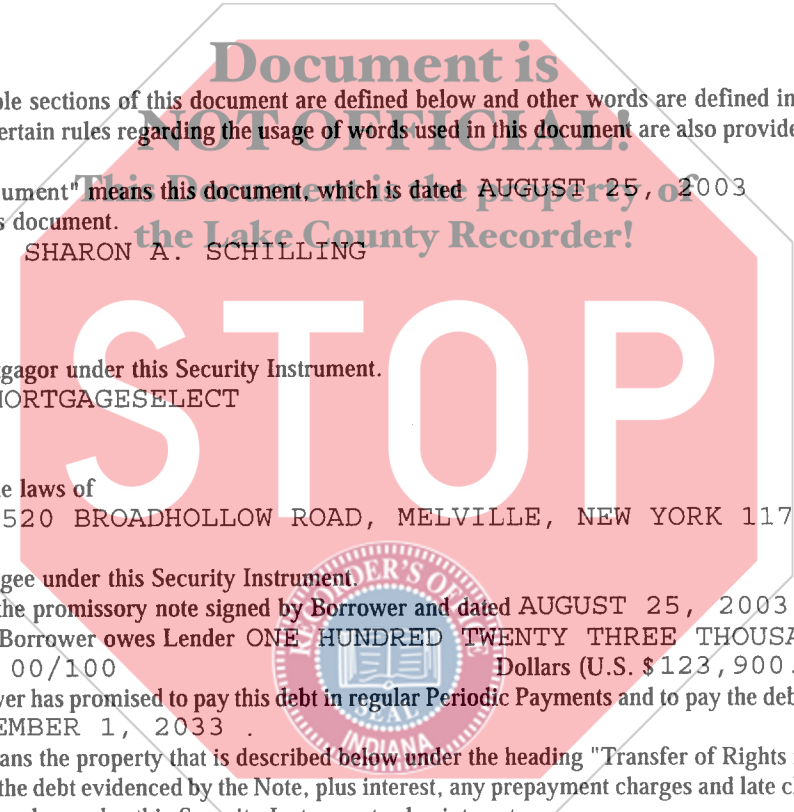 Document is
ple sections of this document are defined below and other words are defined in
NOT OFFICIAL!
ertain rules regarding the usage of words used in this document are also provide
This Document is the property of
ument" means this document, which is dated AUGUST 25, 2003
s document.
the Lake County Recorder!
SHARON A. SCHILLING
STOP
tgagor under this Security Instrument.
MORTGAGESELECT
e laws of
520 BROADHOLLOW ROAD, MELVILLE, NEW YORK 117
gee under this Security Instrument.
RECORDER'S OFFICE
the promissory note signed by Borrower and dated AUGUST 25, 2003
Borrower owes Lender ONE HUNDRED TWENTY THREE THOUSA
00/100 Dollars (U.S. $123,900.
wer has promised to pay this debt in regular Periodic Payments and to pay the deb
SEAL
EMBER 1, 2033 .
INDIANA
ans the property that is described below under the heading "Transfer of Rights
the debt evidenced by the Note, plus interest, any prepayment charges and late c